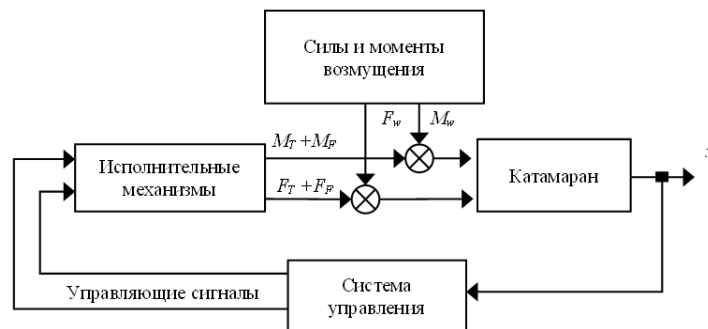 Силы и моменты
возмущения
F_w M_w
M_T + M_F
Исполнительные
механизмы
F_T + F_F
Катамаран
Управляющие сигналы
Система
управления